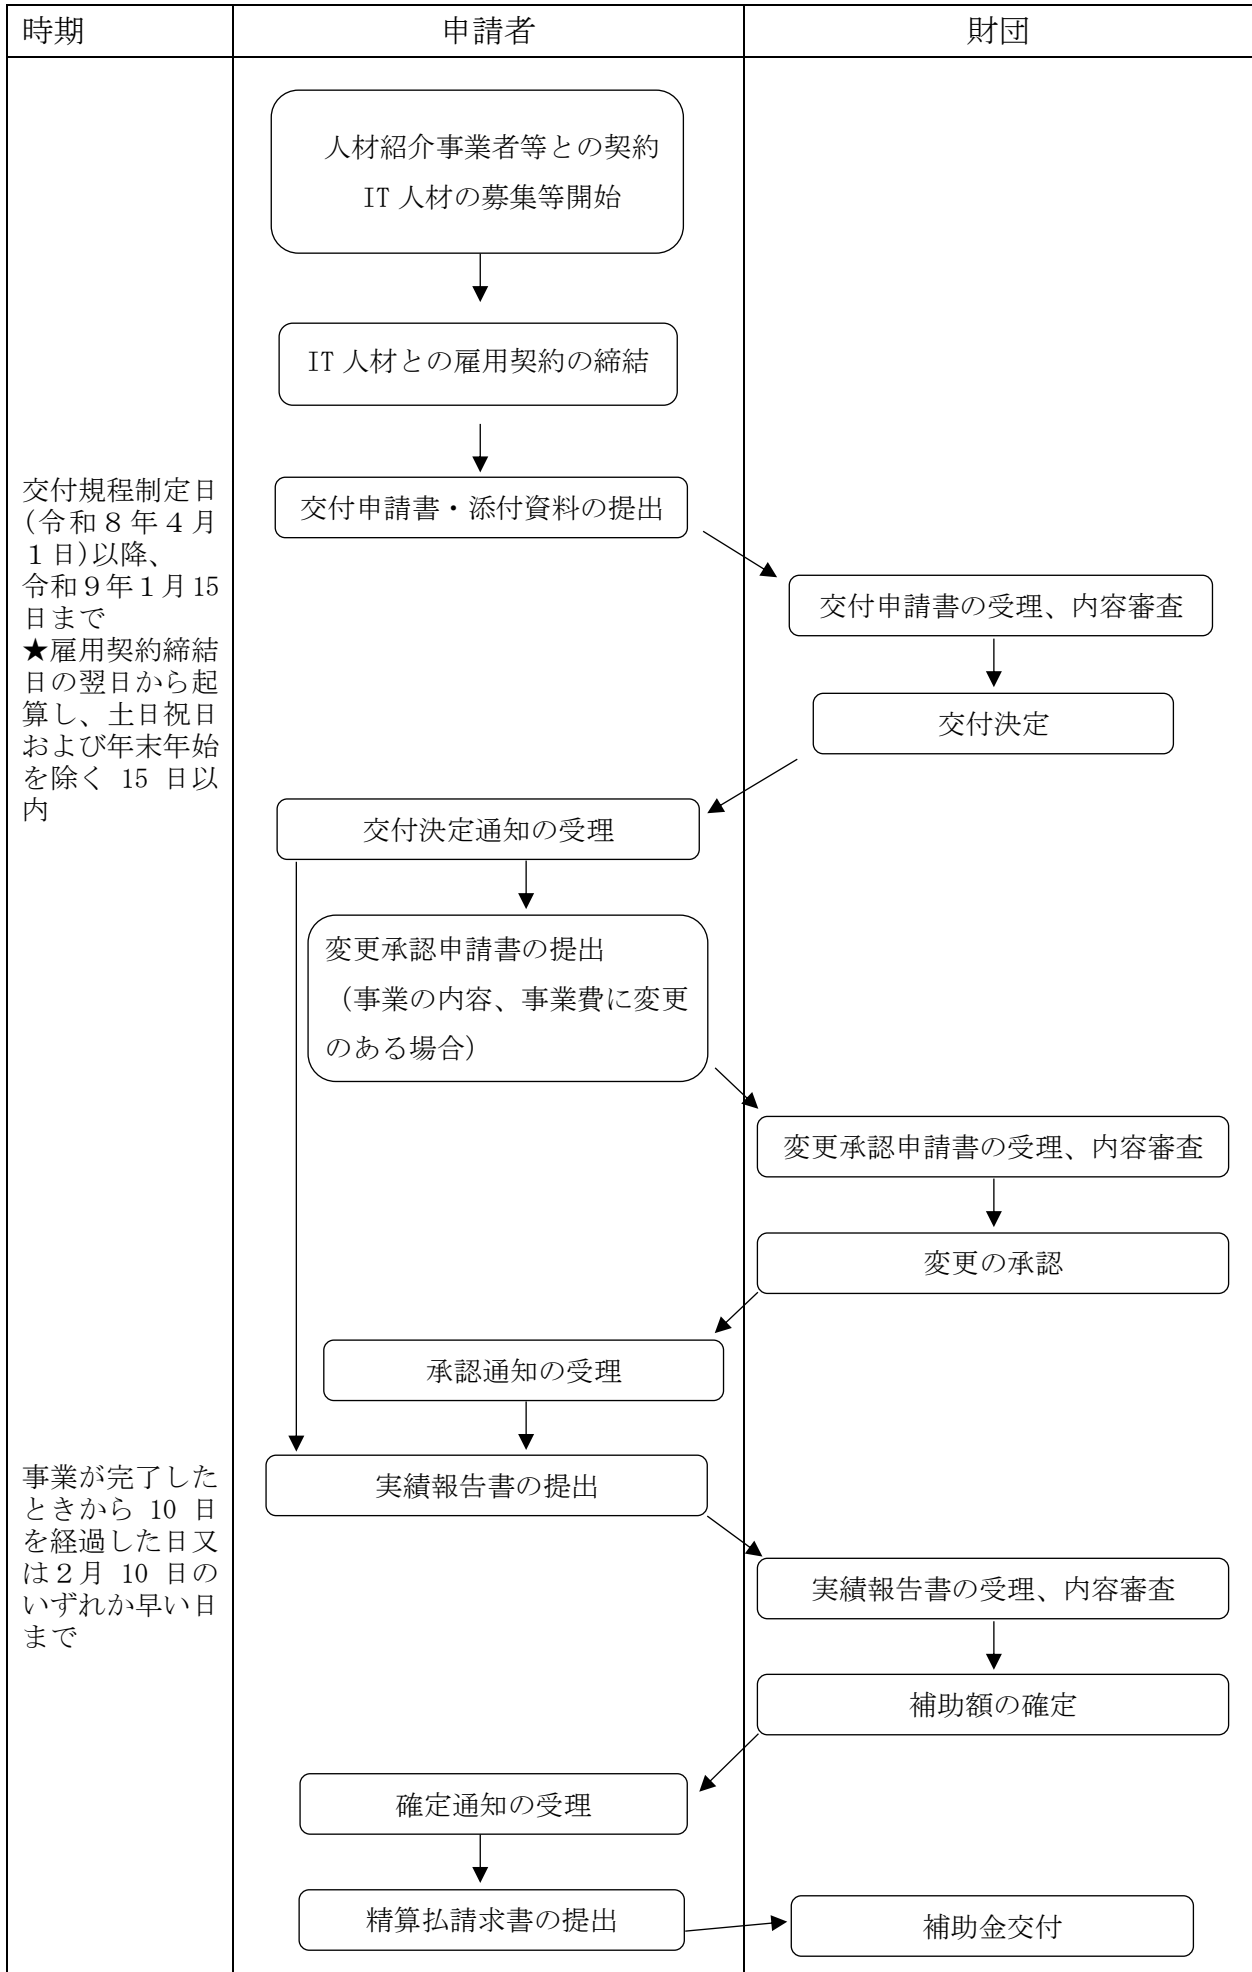 時期
申請者
財団
人材紹介事業者等との契約
IT 人材の募集等開始
IT 人材との雇用契約の締結
交付規程制定日
(令和８年４月
１日)以降、
令和９年１月 15
日まで
★雇用契約締結
日の翌日から起
算し、土日祝日
および年末年始
を除く 15 日以
内
交付申請書・添付資料の提出
交付申請書の受理、内容審査
交付決定
交付決定通知の受理
変更承認申請書の提出
（事業の内容、事業費に変更
のある場合）
変更承認申請書の受理、内容審査
変更の承認
承認通知の受理
事業が完了した
ときから 10 日
を経過した日又
は２月 10 日の
いずれか早い日
まで
実績報告書の提出
実績報告書の受理、内容審査
補助額の確定
確定通知の受理
精算払請求書の提出
補助金交付